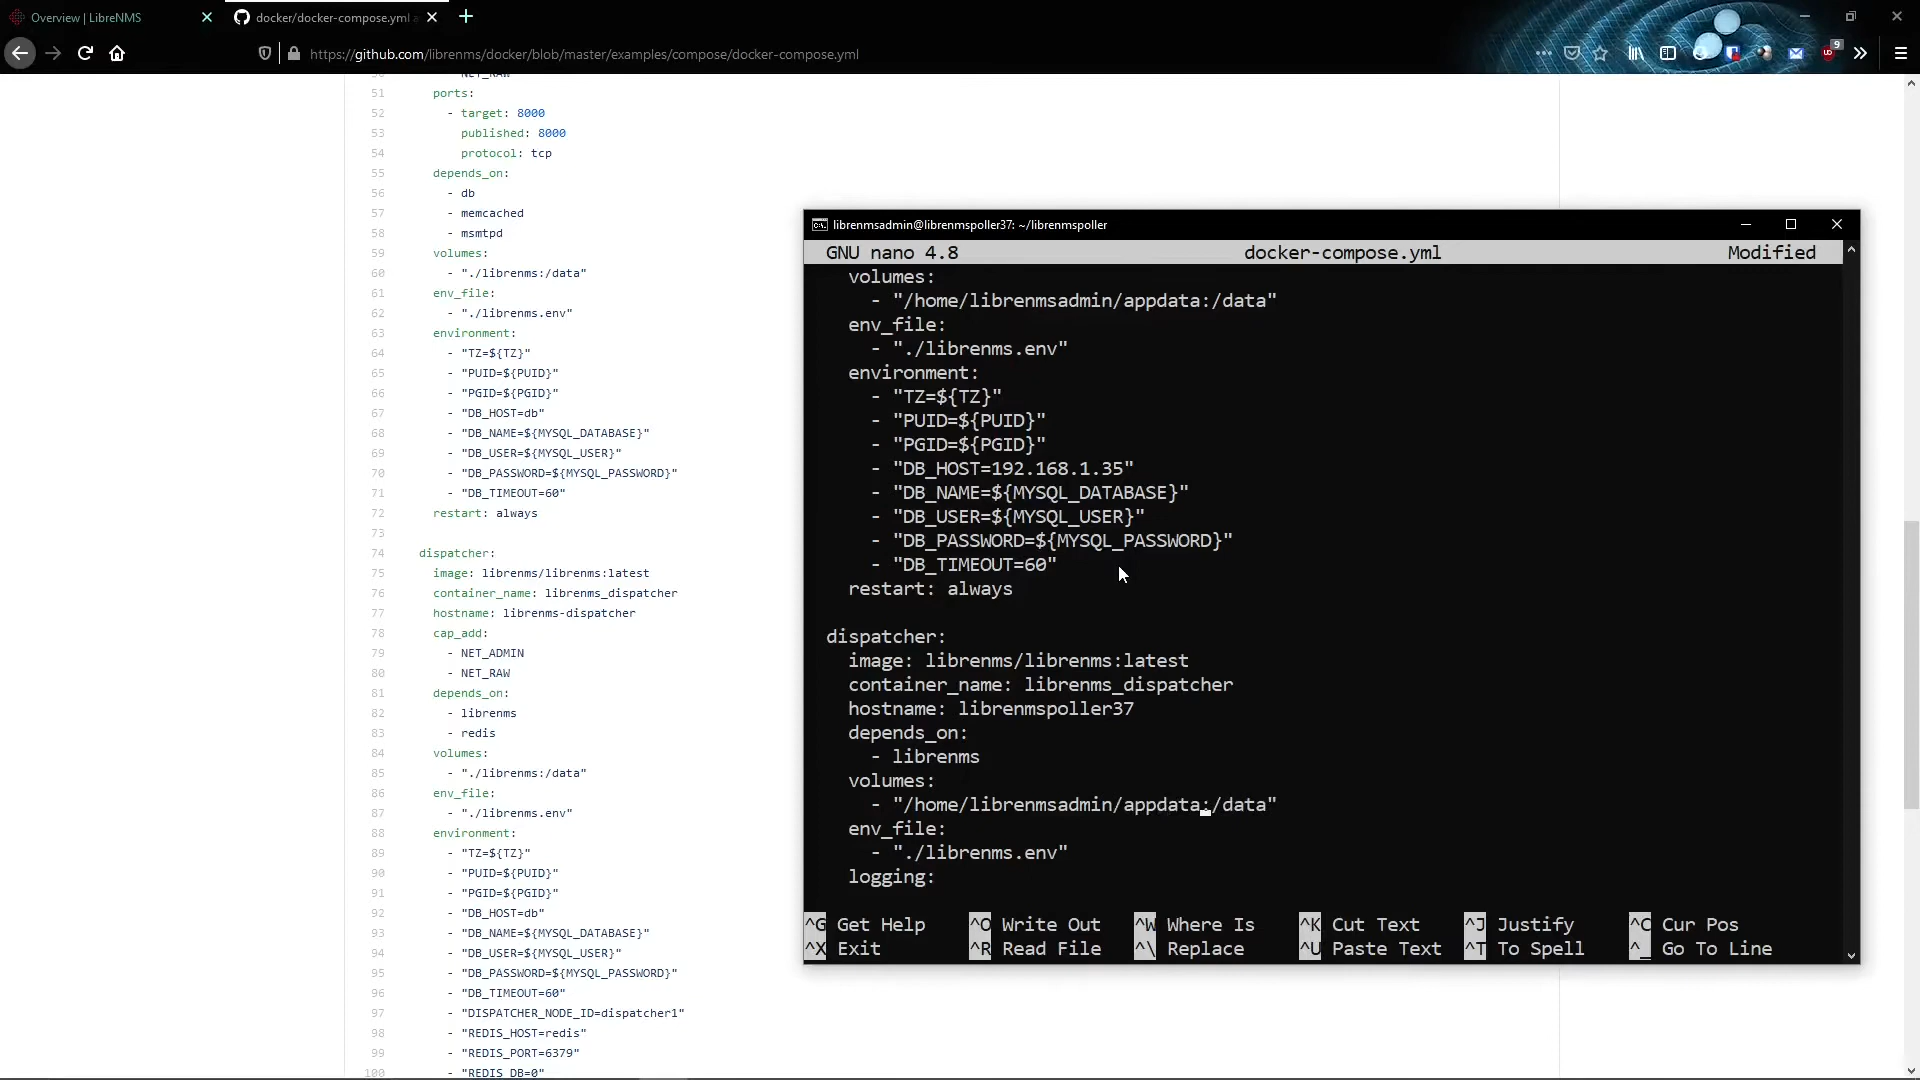 Overview | LibreNMS
docker/docker-compose.yml a
https://github.com/librenms/docker/blob/master/examples/compose/docker-compose.yml
9
51 ports:
52 - target: 8000
53 published: 8000
54 protocol: tcp
55 depends_on:
56 - db
57 - memcached
58 - msmtpd
59 volumes:
60 - "./librenms:/data"
61 env_file:
62 - "./librenms.env"
63 environment:
64 - "TZ=${TZ}"
65 - "PUID=${PUID}"
66 - "PGID=${PGID}"
67 - "DB_HOST=db"
68 - "DB_NAME=${MYSQL_DATABASE}"
69 - "DB_USER=${MYSQL_USER}"
70 - "DB_PASSWORD=${MYSQL_PASSWORD}"
71 - "DB_TIMEOUT=60"
72 restart: always
73
74 dispatcher:
75 image: librenms/librenms:latest
76 container_name: librenms_dispatcher
77 hostname: librenms-dispatcher
78 cap_add:
79 - NET_ADMIN
80 - NET_RAW
81 depends_on:
82 - librenms
83 - redis
84 volumes:
85 - "./librenms:/data"
86 env_file:
87 - "./librenms.env"
88 environment:
89 - "TZ=${TZ}"
90 - "PUID=${PUID}"
91 - "PGID=${PGID}"
92 - "DB_HOST=db"
93 - "DB_NAME=${MYSQL_DATABASE}"
94 - "DB_USER=${MYSQL_USER}"
95 - "DB_PASSWORD=${MYSQL_PASSWORD}"
96 - "DB_TIMEOUT=60"
97 - "DISPATCHER_NODE_ID=dispatcher1"
98 - "REDIS_HOST=redis"
99 - "REDIS_PORT=6379"
100 - "REDIS_DB=0"
librenmsadmin@librenmspoller37: ~/librenmspoller
GNU nano 4.8 docker-compose.yml Modified
volumes:
- "/home/librenmsadmin/appdata:/data"
env_file:
- "./librenms.env"
environment:
- "TZ=${TZ}"
- "PUID=${PUID}"
- "PGID=${PGID}"
- "DB_HOST=192.168.1.35"
- "DB_NAME=${MYSQL_DATABASE}"
- "DB_USER=${MYSQL_USER}"
- "DB_PASSWORD=${MYSQL_PASSWORD}"
- "DB_TIMEOUT=60"
restart: always
dispatcher:
image: librenms/librenms:latest
container_name: librenms_dispatcher
hostname: librenmspoller37
depends_on:
- librenms
volumes:
- "/home/librenmsadmin/appdata:/data"
env_file:
- "./librenms.env"
logging:
^G Get Help ^O Write Out ^W Where Is ^K Cut Text ^J Justify ^C Cur Pos
^X Exit ^R Read File ^\ Replace ^U Paste Text ^T To Spell ^_ Go To Line